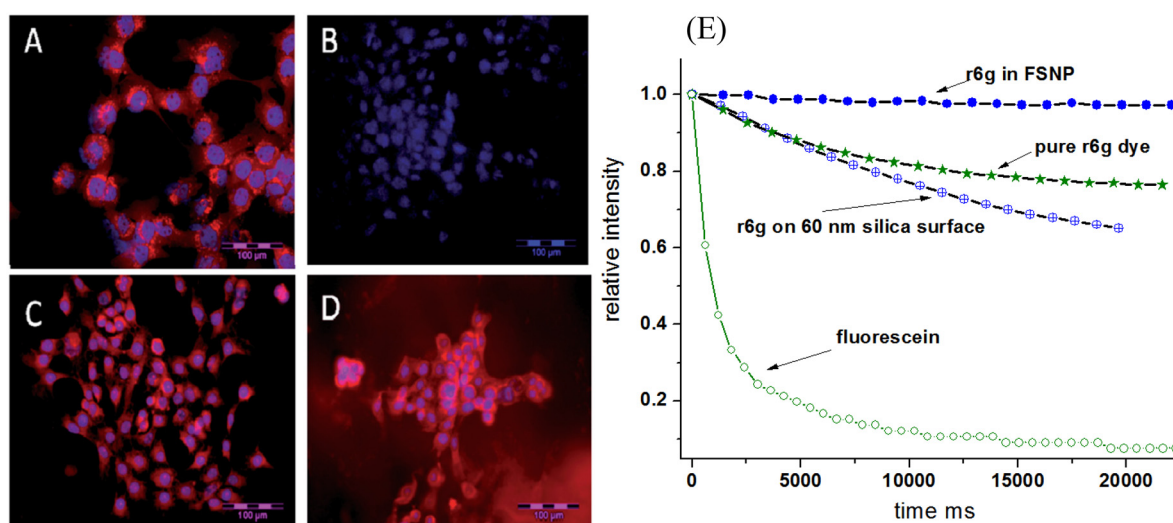 A
100 µm
B
100 µm
C
100 µm
D
100 µm
(E)
r6g in FSNP
pure r6g dye
r6g on 60 nm silica surface
fluorescein
relative intensity
1.0
0.8
0.6
0.4
0.2
0
5000
10000
15000
20000
time ms